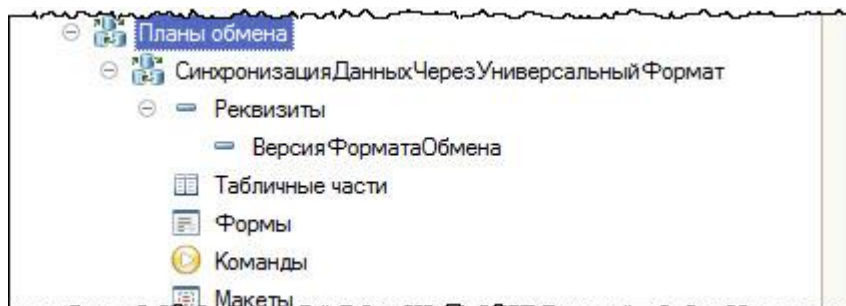 Планы обмена
СинхронизацияДанныхЧерезУниверсальныйФормат
Реквизиты
ВерсияФорматаОбмена
Табличные части
Формы
Команды
Макеты